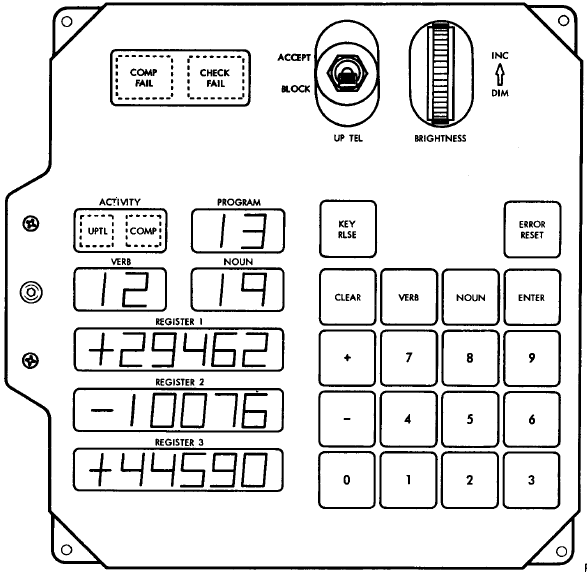 COMP FAIL
CHECK FAIL
ACCEPT
BLOCK
UP TEL
INC
DIM
BRIGHTNESS
ACTIVITY
UPTL
COMP
PROGRAM
13
VERB
12
NOUN
19
REGISTER 1
+29462
REGISTER 2
-10076
REGISTER 3
+44590
KEY RLSE
ERROR RESET
CLEAR
VERB
NOUN
ENTER
+
7
8
9
-
4
5
6
0
1
2
3